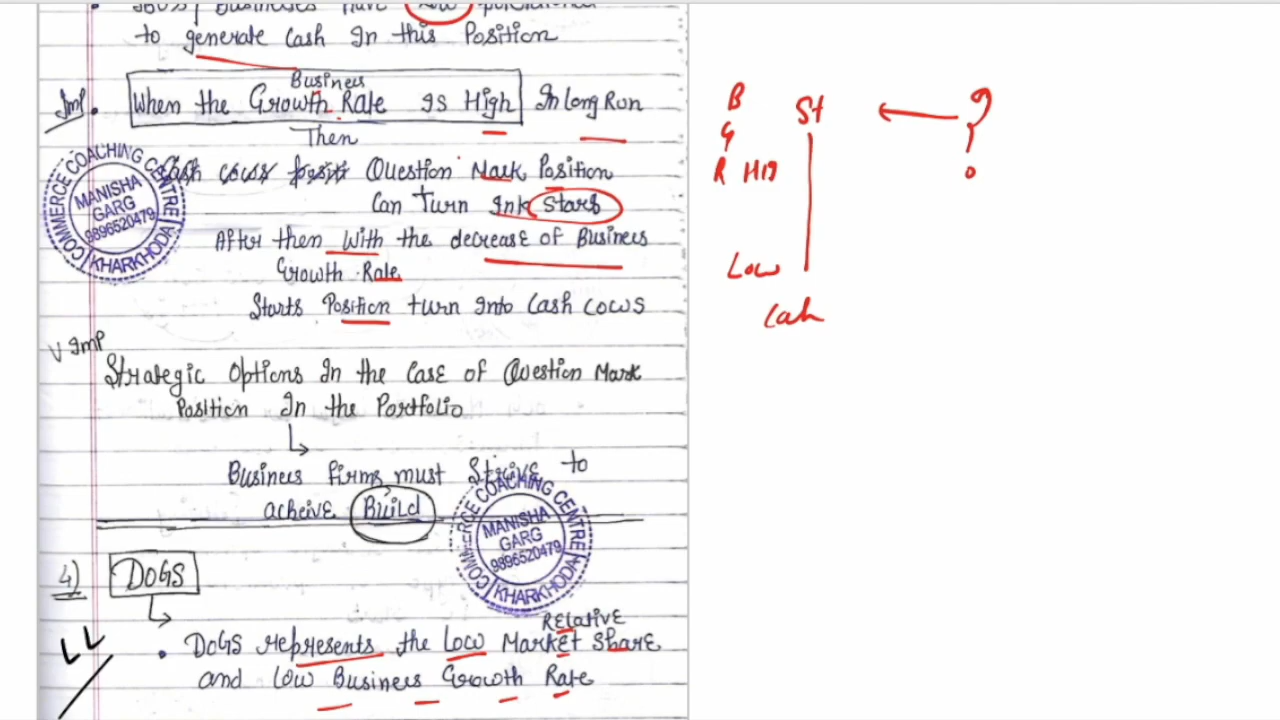 Businesses have low
to generate Cash In this Position
Imp. When the Growth Business Rate is High In long Run
Then
Cash cows Question Mark Position
Can turn Into Stars
After then With the decrease of Business
Growth Rate
Starts Position turn Into Cash cows
V Imp
Strategic Options In the Case of Question Mark
Position In the Portfolio
Business firms must Strive to
acheive Build
4) DOGS
LL
Relative
• DOGS represents the Low Market Share
and Low Business Growth Rate
COMMERCE COACHING CENTRE
MANISHA
GARG
9896520479
KHARKHODA
COMMERCE COACHING CENTRE
MANISHA
GARG
9896520479
KHARKHODA
B
G
R
St
?
Low
Cash